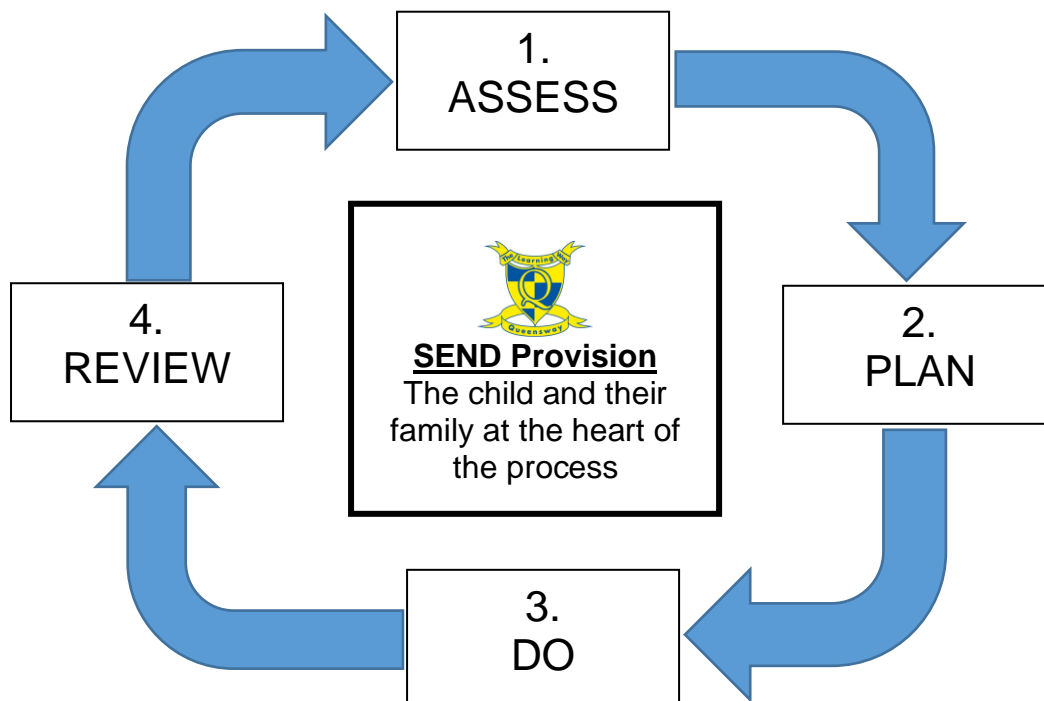 1.
ASSESS
2.
PLAN
3.
DO
4.
REVIEW
The Learning Way
Q
Queensway
SEND Provision
The child and their
family at the heart of
the process